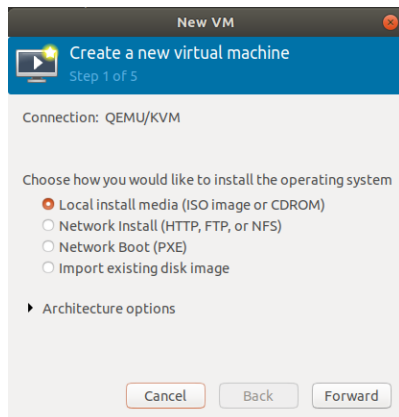 New VM
Create a new virtual machine
Step 1 of 5
Connection: QEMU/KVM
Choose how you would like to install the operating system
Local install media (ISO image or CDROM)
Network Install (HTTP, FTP, or NFS)
Network Boot (PXE)
Import existing disk image
Architecture options
Cancel Back Forward